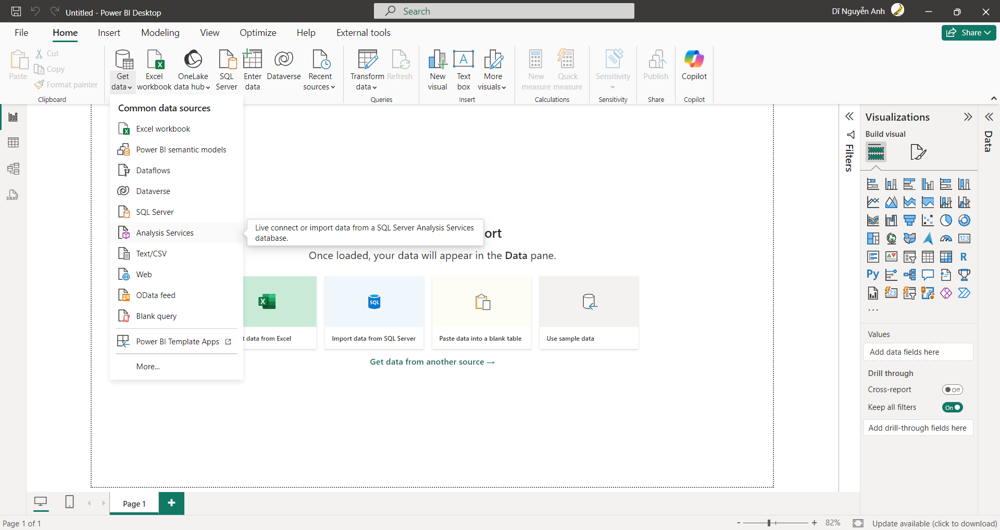 Untitled - Power BI Desktop
Search
Dĩ Nguyễn Anh
File
Home
Insert
Modeling
View
Optimize
Help
External tools
Share
Paste
Cut
Copy
Format painter
Clipboard
Get data
Excel workbook
OneLake data hub
SQL Server
Enter data
Dataverse
Recent sources
Transform data
Refresh
Queries
New visual
Text box
More visuals
Insert
New measure
Quick measure
Calculations
Sensitivity
Sensitivity
Publish
Share
Copilot
Copilot
Common data sources
Excel workbook
Power BI semantic models
Dataflows
Dataverse
SQL Server
Analysis Services
Text/CSV
Web
OData feed
Blank query
Power BI Template Apps
More...
Live connect or import data from a SQL Server Analysis Services
database.
ort
Once loaded, your data will appear in the Data pane.
SQL
t data from Excel
Import data from SQL Server
Paste data into a blank table
Use sample data
Get data from another source →
Filters
Visualizations
Build visual
123
R
Py
123
...
Values
Add data fields here
Drill through
Cross-report
Off
Keep all filters
On
Add drill-through fields here
Data
DAX
Page 1
+
Page 1 of 1
- + 82%
Update available (click to download)